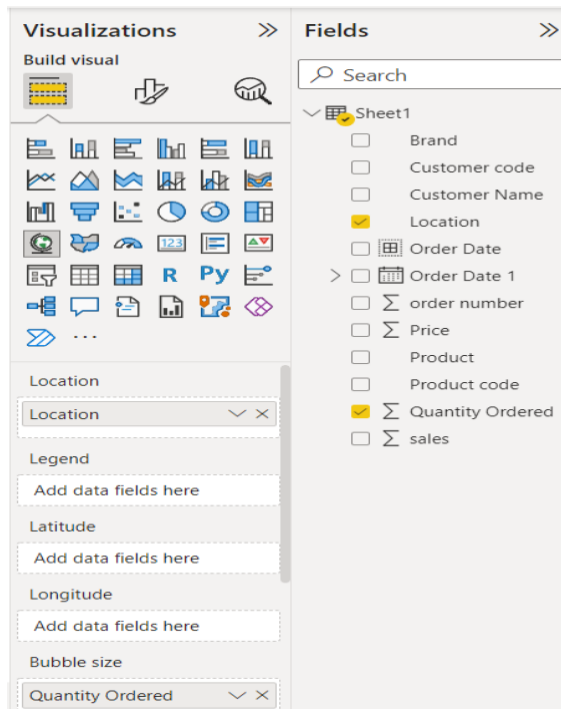 Visualizations
Build visual
123
R
Py
Location
Location
Legend
Add data fields here
Latitude
Add data fields here
Longitude
Add data fields here
Bubble size
Quantity Ordered
Fields
Search
Sheet1
Brand
Customer code
Customer Name
Location
Order Date
Order Date 1
∑ order number
∑ Price
Product
Product code
∑ Quantity Ordered
∑ sales